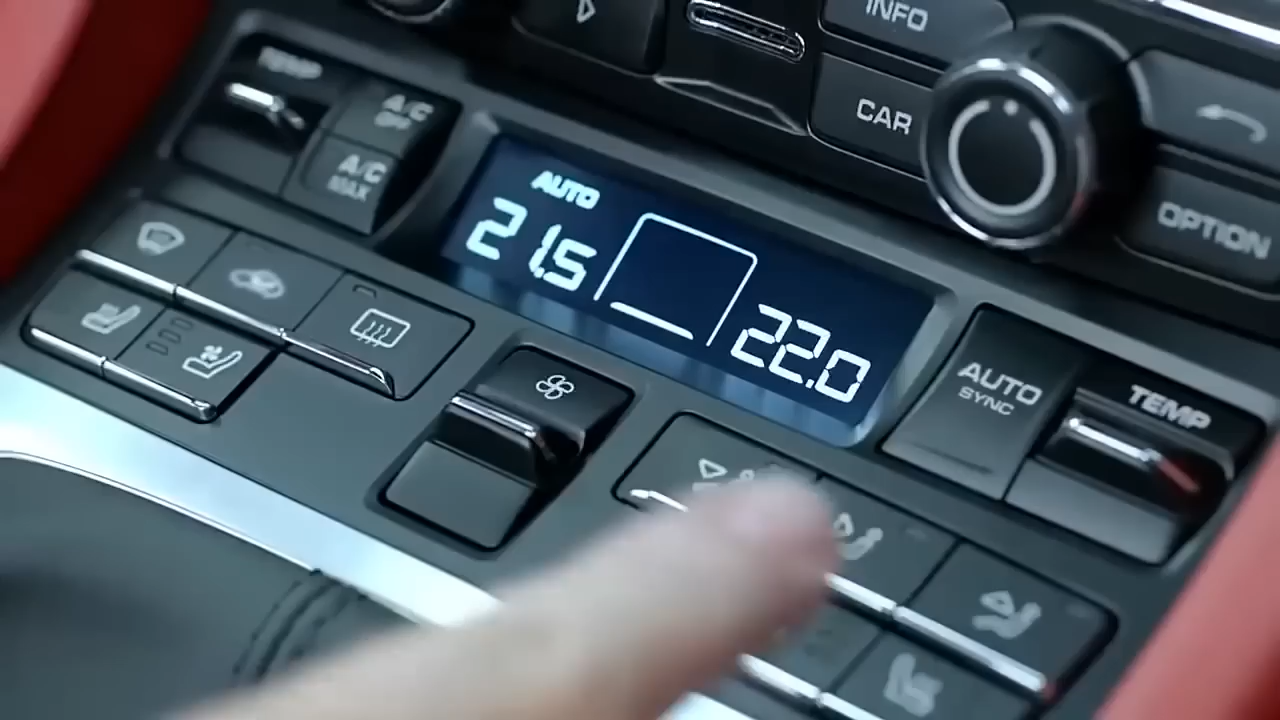 INFO
CAR
OPTION
TEMP
A/C
OFF
A/C
MAX
AUTO
21.5
22.0
AUTO
SYNC
TEMP